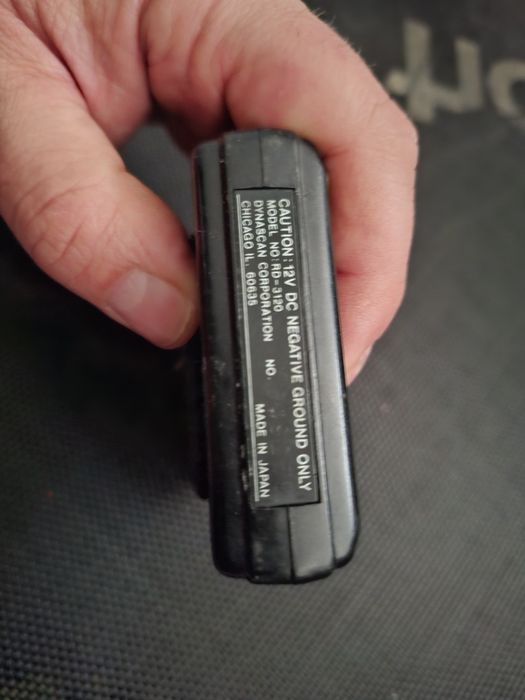 CAUTION: 12V DC NEGATIVE GROUND ONLY
MODEL NO: RD-3120
DYNASCAN CORPORATION NO. MADE IN JAPAN
CHICAGO IL. 60635